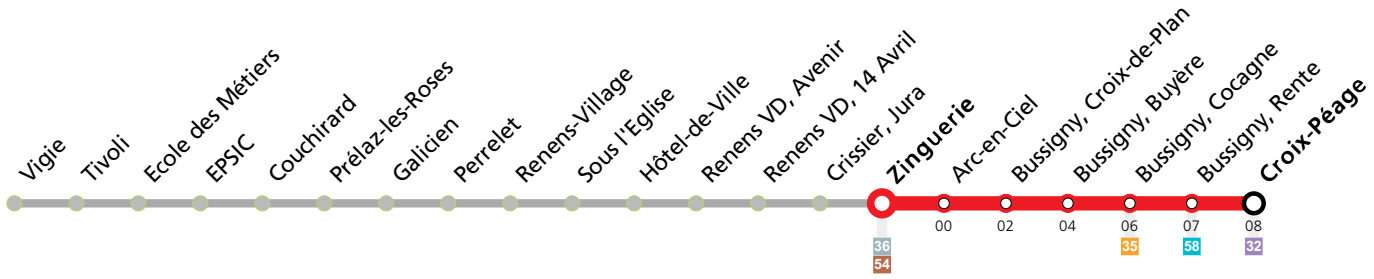 Vigie
Tivoli
Ecole des Métiers
EPSIC
Couchirard
Prélaz-les-Roses
Galicien
Perrelet
Renens-Village
Sous l'Eglise
Hôtel-de-Ville
Renens VD, Avenir
Renens VD, 14 Avril
Crissier, Jura
Zinguerie
Arc-en-Ciel
Bussigny, Croix-de-Plan
Bussigny, Buyère
Bussigny, Cocagne
Bussigny, Rente
Croix-Péage
00 02 04 06 07 08
36 35 58 32
54